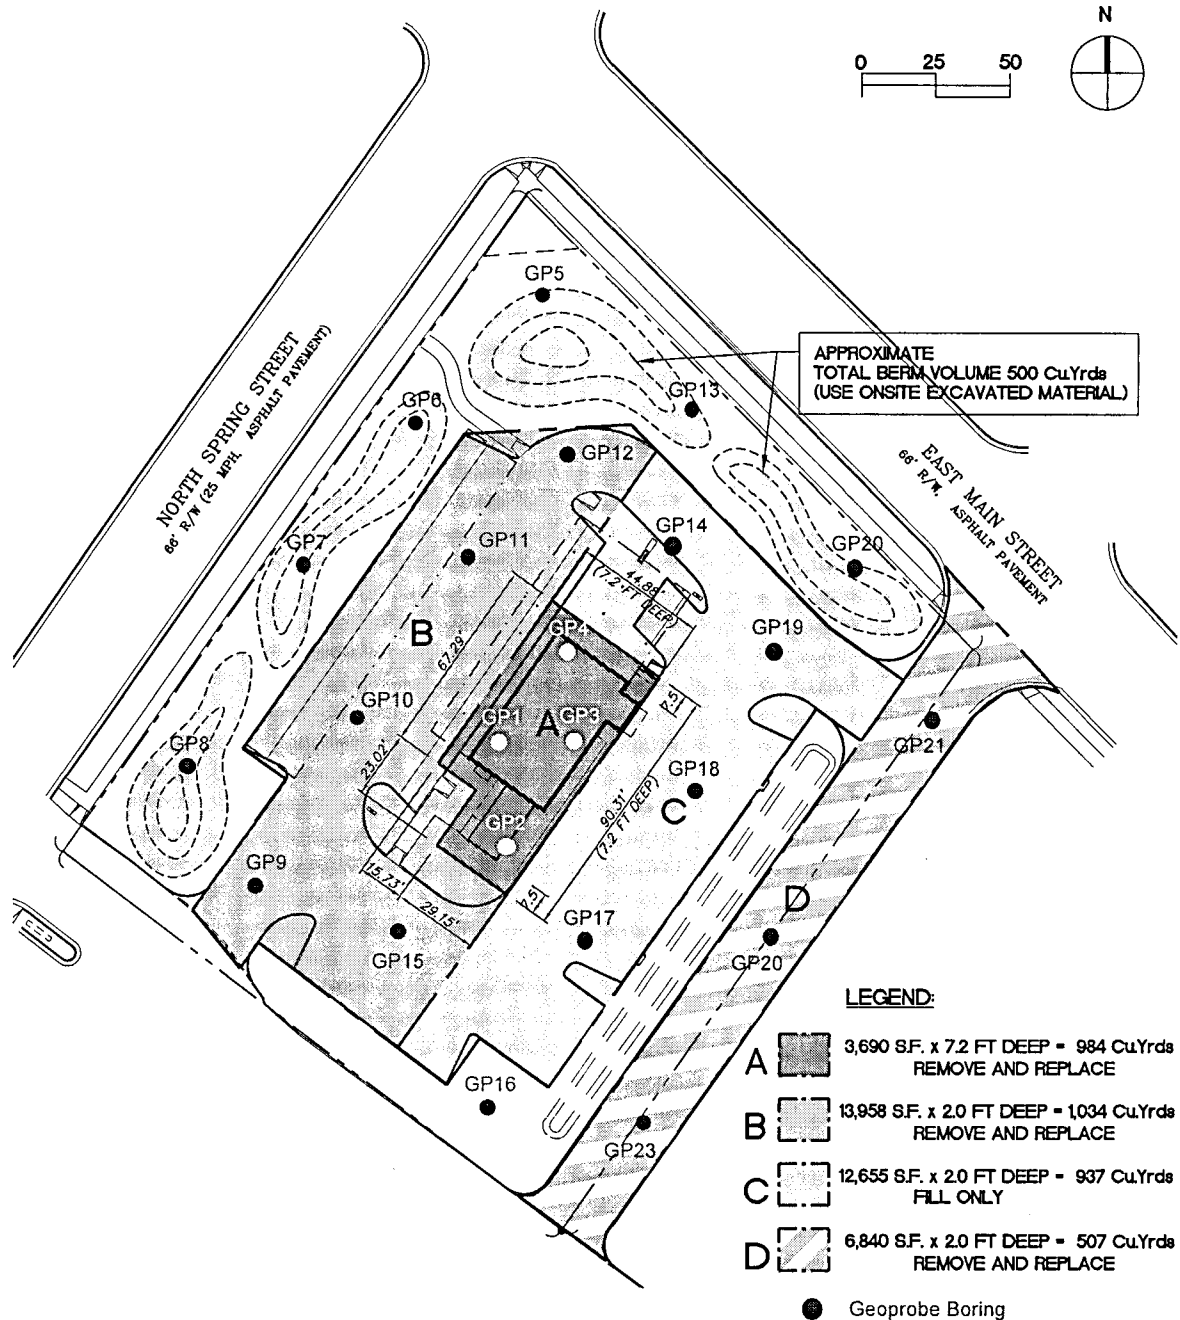 N
0 25 50
GP5
APPROXIMATE
TOTAL BERM VOLUME 500 Cu.Yrds
(USE ONSITE EXCAVATED MATERIAL)
NORTH SPRING STREET
66' R/W (25 MPH, ASPHALT PAVEMENT)
GP13
GP6
EAST MAIN STREET
66' R/W, ASPHALT PAVEMENT
GP12
GP14
GP11
GP7
GP20
44.88'
(7.2' FT DEEP)
B
GP4
GP19
67.29'
GP10
GP1
A
GP3
7.5'
GP21
GP8
23.02'
GP18
C
90.31'
(7.2 FT DEEP)
GP2
GP9
15.73'
29.15'
7.5'
D
GP17
GP15
GP20
LEGEND:
A 3,690 S.F. x 7.2 FT DEEP = 984 Cu.Yrds
REMOVE AND REPLACE
GP16
B 13,958 S.F. x 2.0 FT DEEP = 1,034 Cu.Yrds
REMOVE AND REPLACE
GP23
C 12,655 S.F. x 2.0 FT DEEP = 937 Cu.Yrds
FILL ONLY
D 6,840 S.F. x 2.0 FT DEEP = 507 Cu.Yrds
REMOVE AND REPLACE
Geoprobe Boring